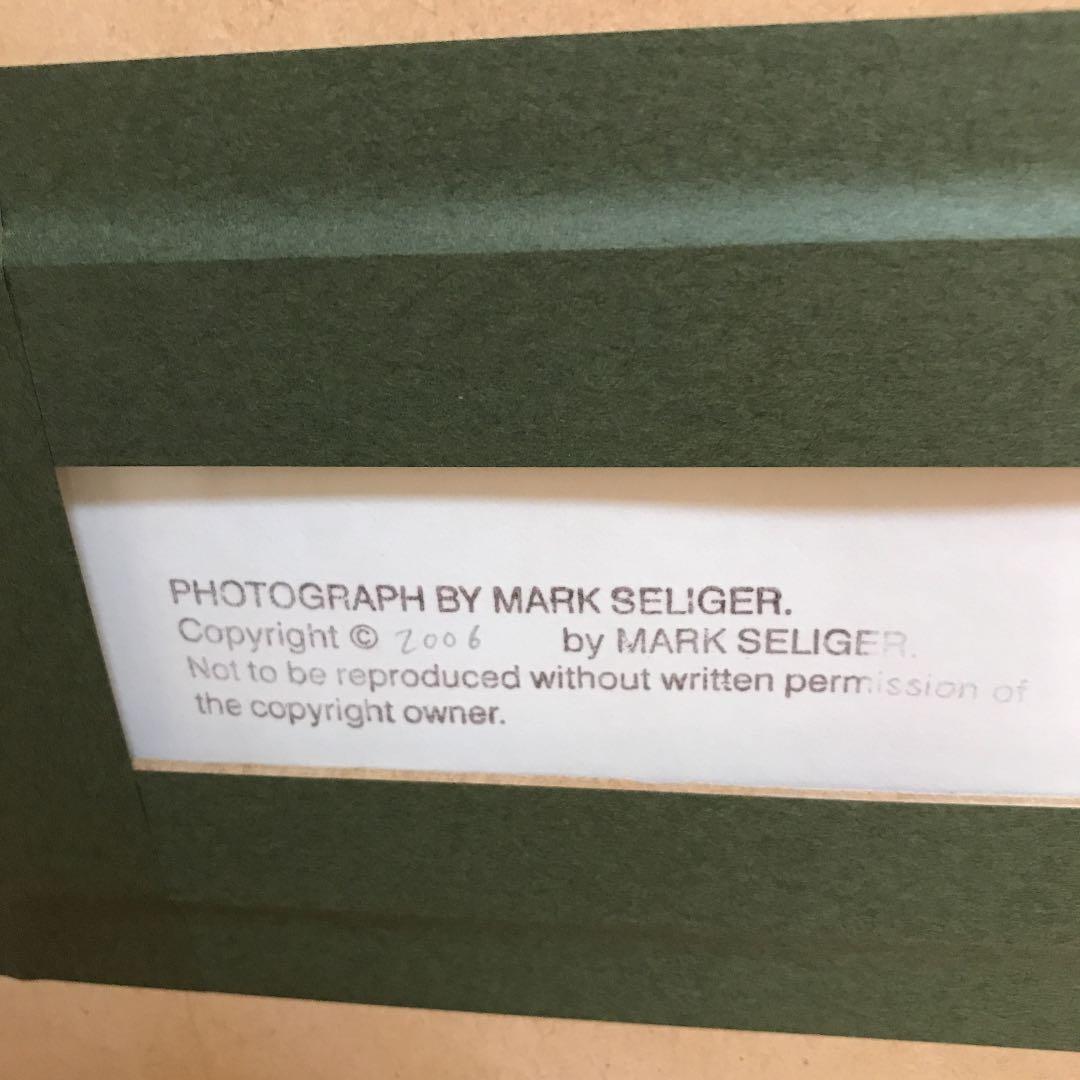 PHOTOGRAPH BY MARK SELIGER.
Copyright © 2006 by MARK SELIGER.
Not to be reproduced without written permission of
the copyright owner.